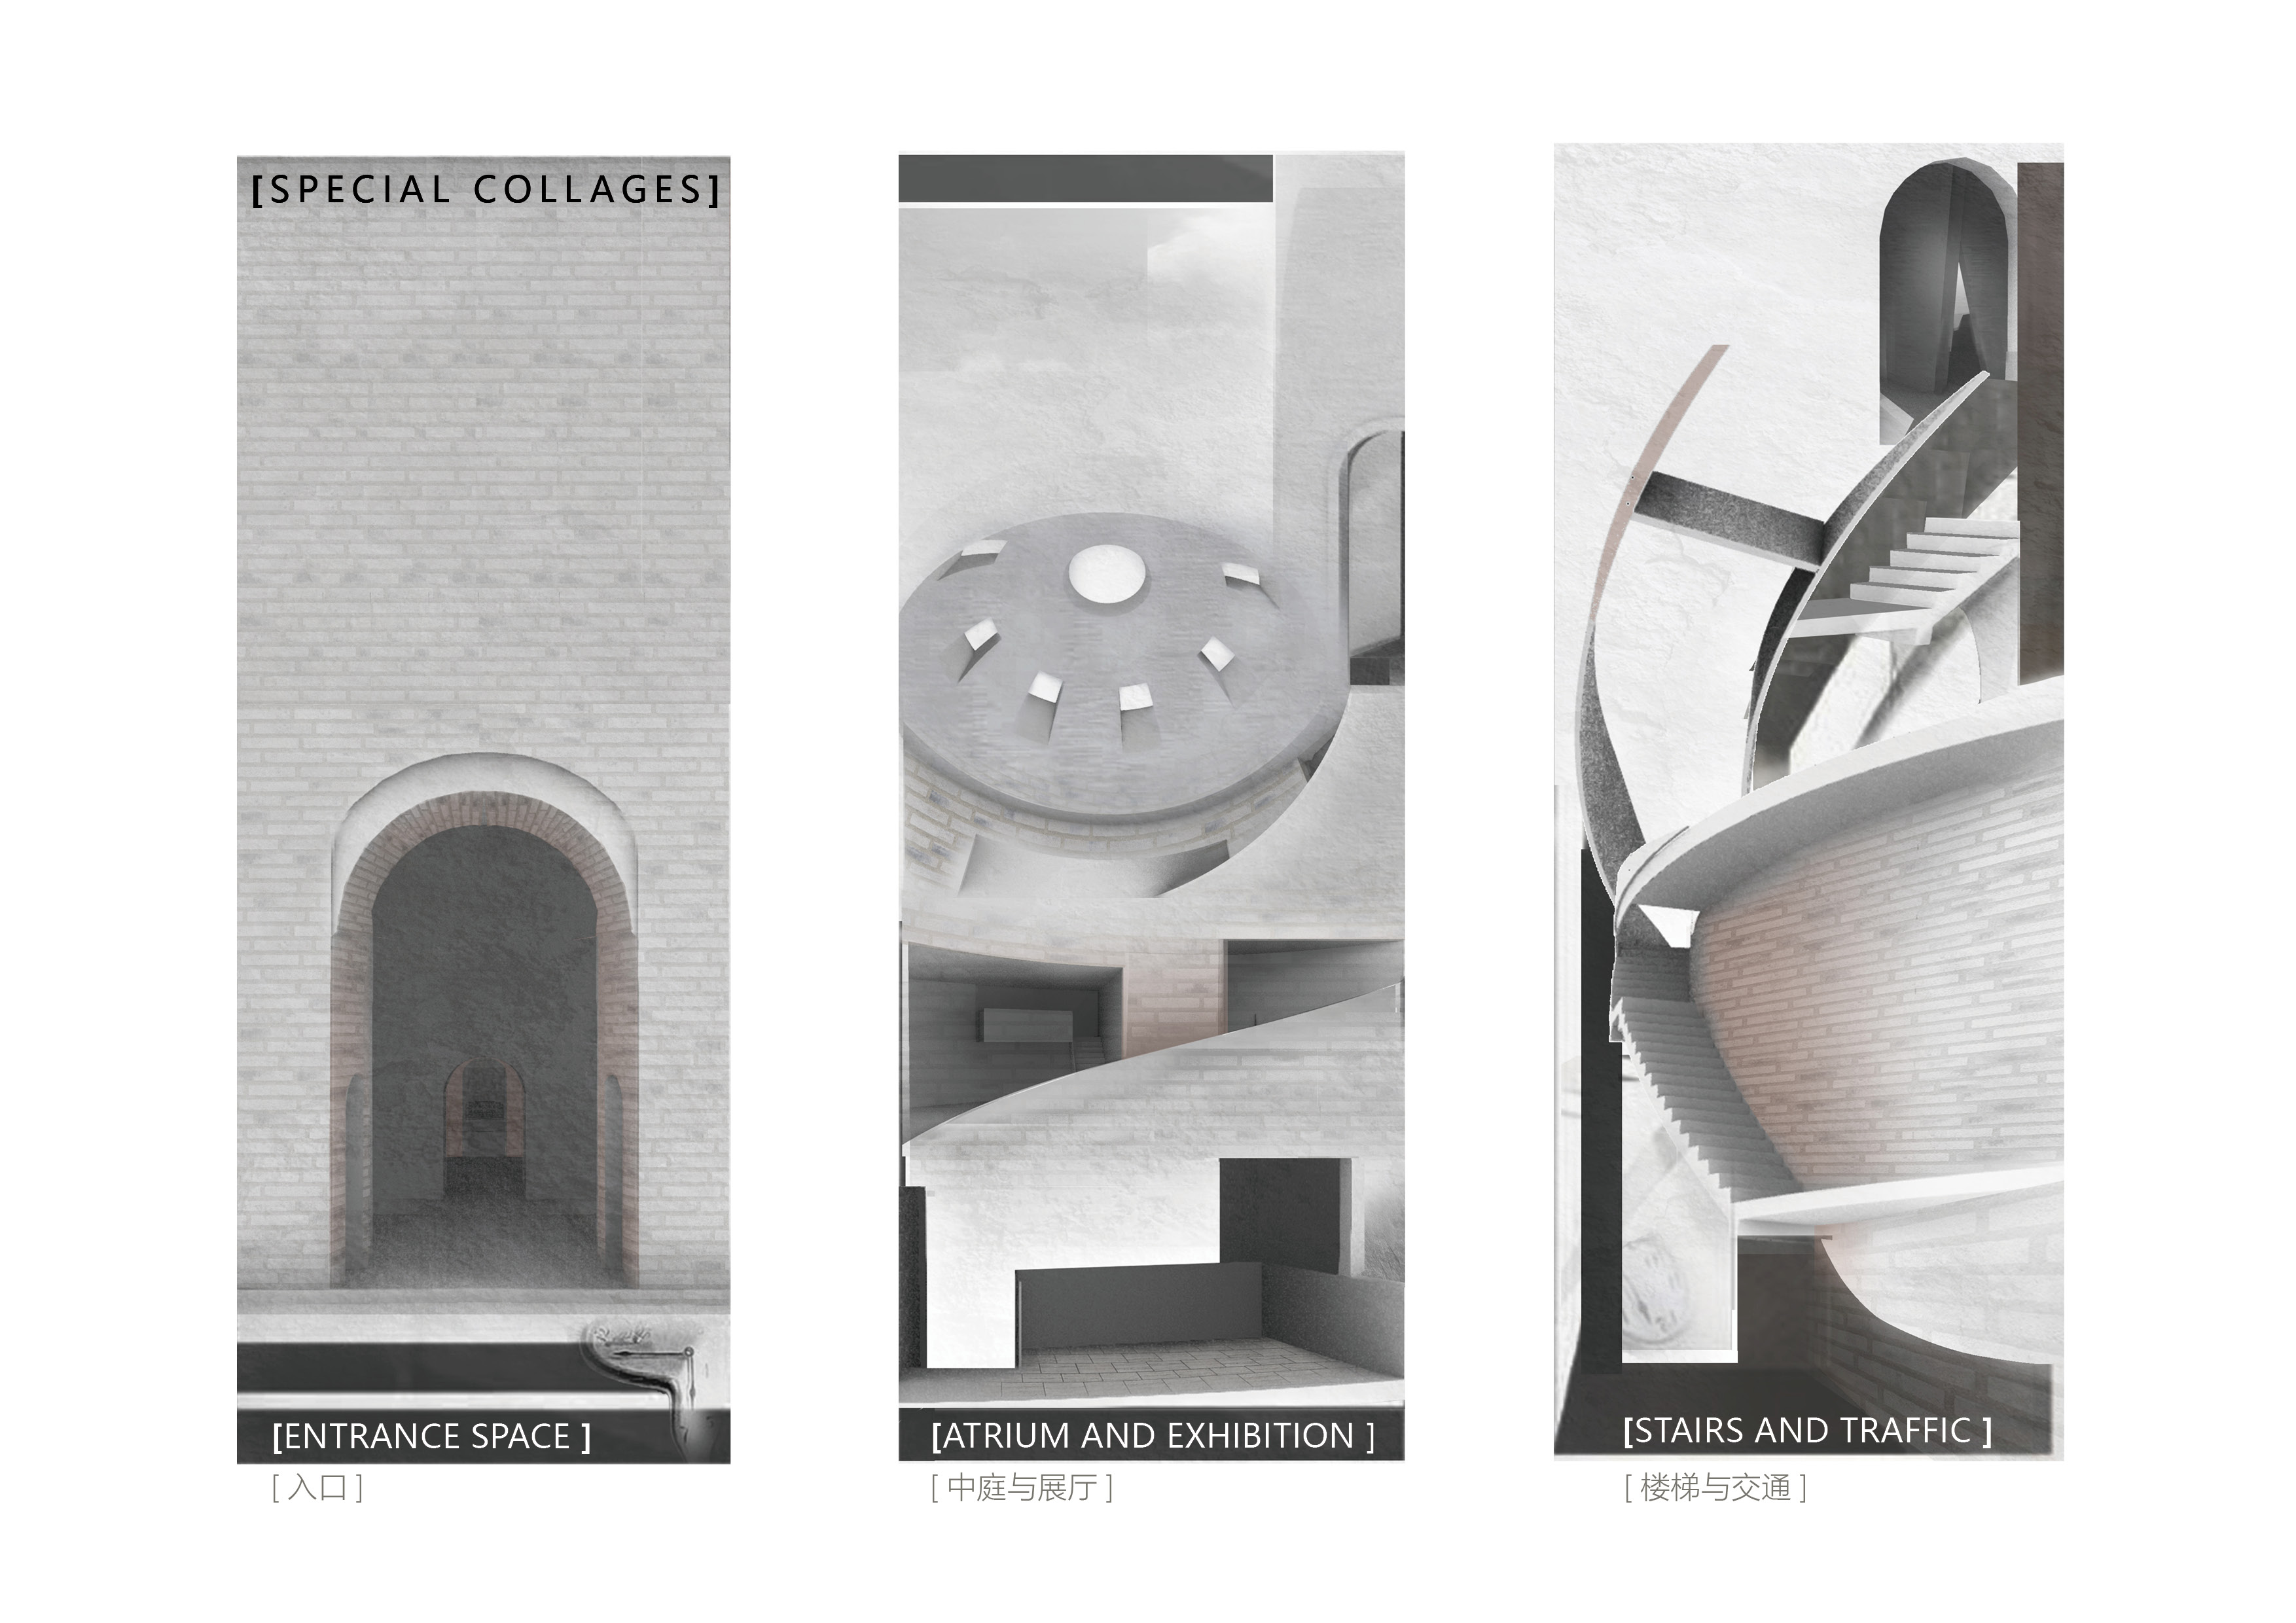 [SPECIAL COLLAGES]
[ENTRANCE SPACE ]
[ 入口 ]
[ATRIUM AND EXHIBITION ]
[ 中庭与展厅 ]
[STAIRS AND TRAFFIC ]
[ 楼梯与交通 ]